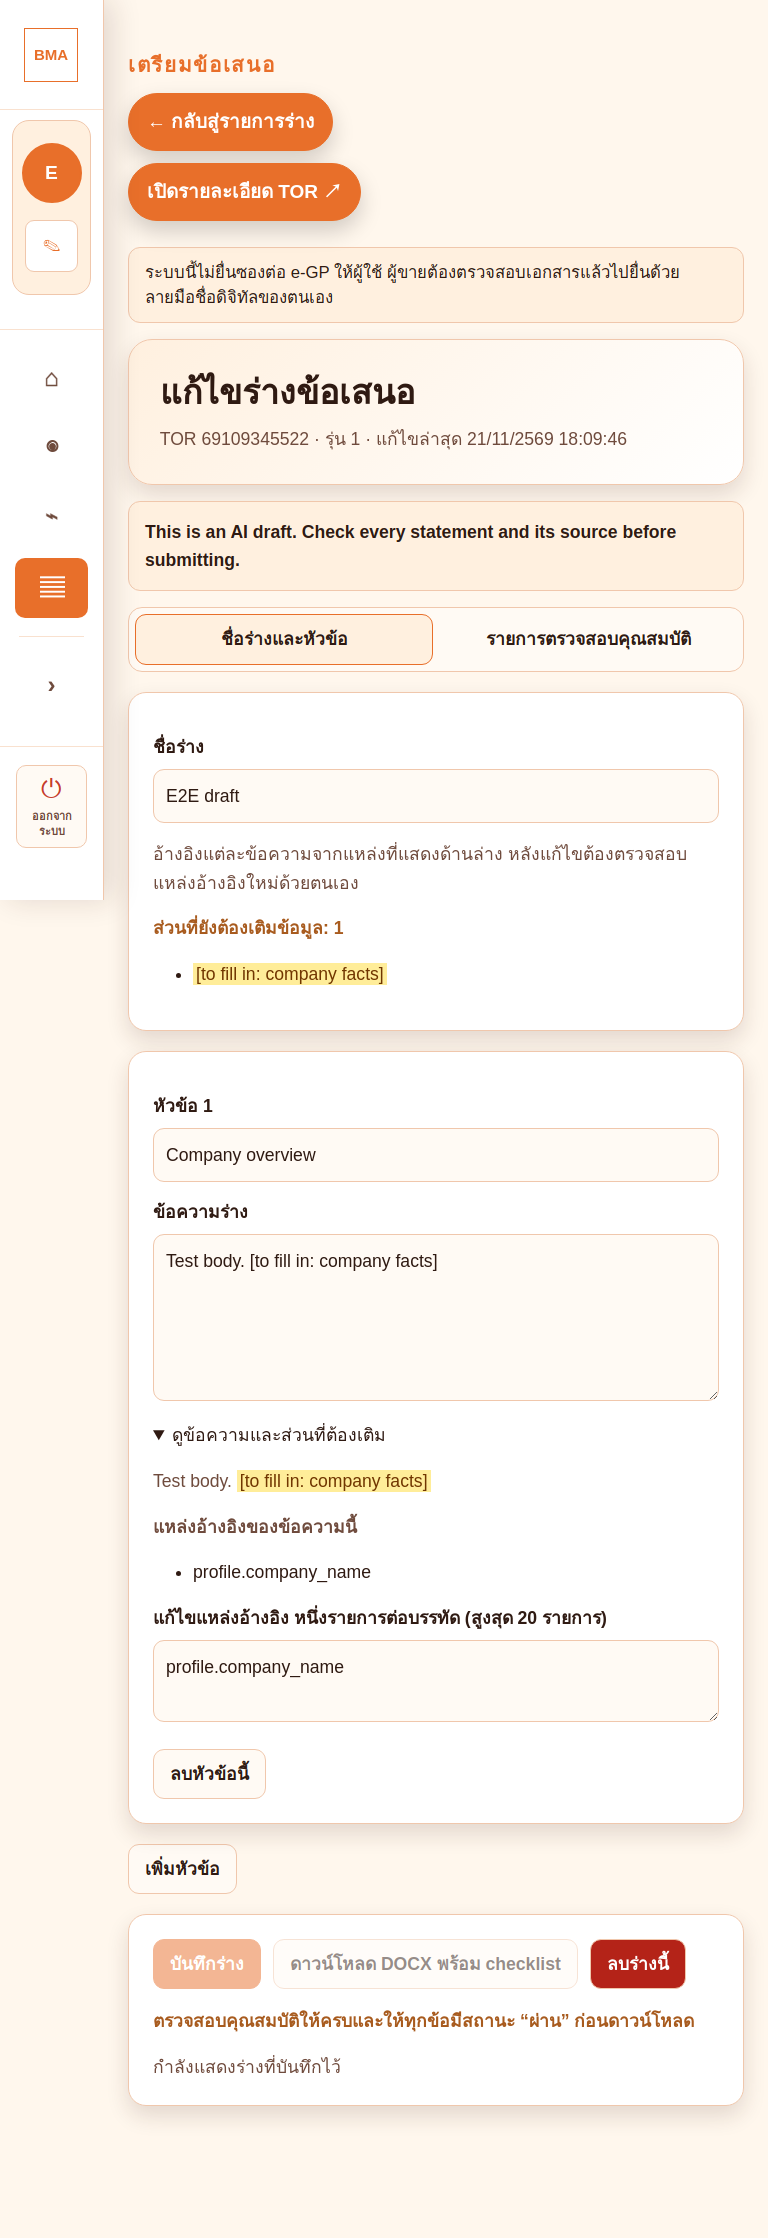 BMA
E
ออกจาก
ระบบ
เตรียมข้อเสนอ
← กลับสู่รายการร่าง
เปิดรายละเอียด TOR ↗
ระบบนี้ไม่ยื่นซองต่อ e-GP ให้ผู้ใช้ ผู้ขายต้องตรวจสอบเอกสารแล้วไปยื่นด้วย
ลายมือชื่อดิจิทัลของตนเอง
แก้ไขร่างข้อเสนอ
TOR 69109345522 · รุ่น 1 · แก้ไขล่าสุด 21/11/2569 18:09:46
This is an AI draft. Check every statement and its source before
submitting.
ชื่อร่างและหัวข้อ
รายการตรวจสอบคุณสมบัติ
ชื่อร่าง
E2E draft
อ้างอิงแต่ละข้อความจากแหล่งที่แสดงด้านล่าง หลังแก้ไขต้องตรวจสอบ
แหล่งอ้างอิงใหม่ด้วยตนเอง
ส่วนที่ยังต้องเติมข้อมูล: 1
• [to fill in: company facts]
หัวข้อ 1
Company overview
ข้อความร่าง
Test body. [to fill in: company facts]
▼ ดูข้อความและส่วนที่ต้องเติม
Test body. [to fill in: company facts]
แหล่งอ้างอิงของข้อความนี้
• profile.company_name
แก้ไขแหล่งอ้างอิง หนึ่งรายการต่อบรรทัด (สูงสุด 20 รายการ)
profile.company_name
ลบหัวข้อนี้
เพิ่มหัวข้อ
บันทึกร่าง
ดาวน์โหลด DOCX พร้อม checklist
ลบร่างนี้
ตรวจสอบคุณสมบัติให้ครบและให้ทุกข้อมีสถานะ “ผ่าน” ก่อนดาวน์โหลด
กำลังแสดงร่างที่บันทึกไว้